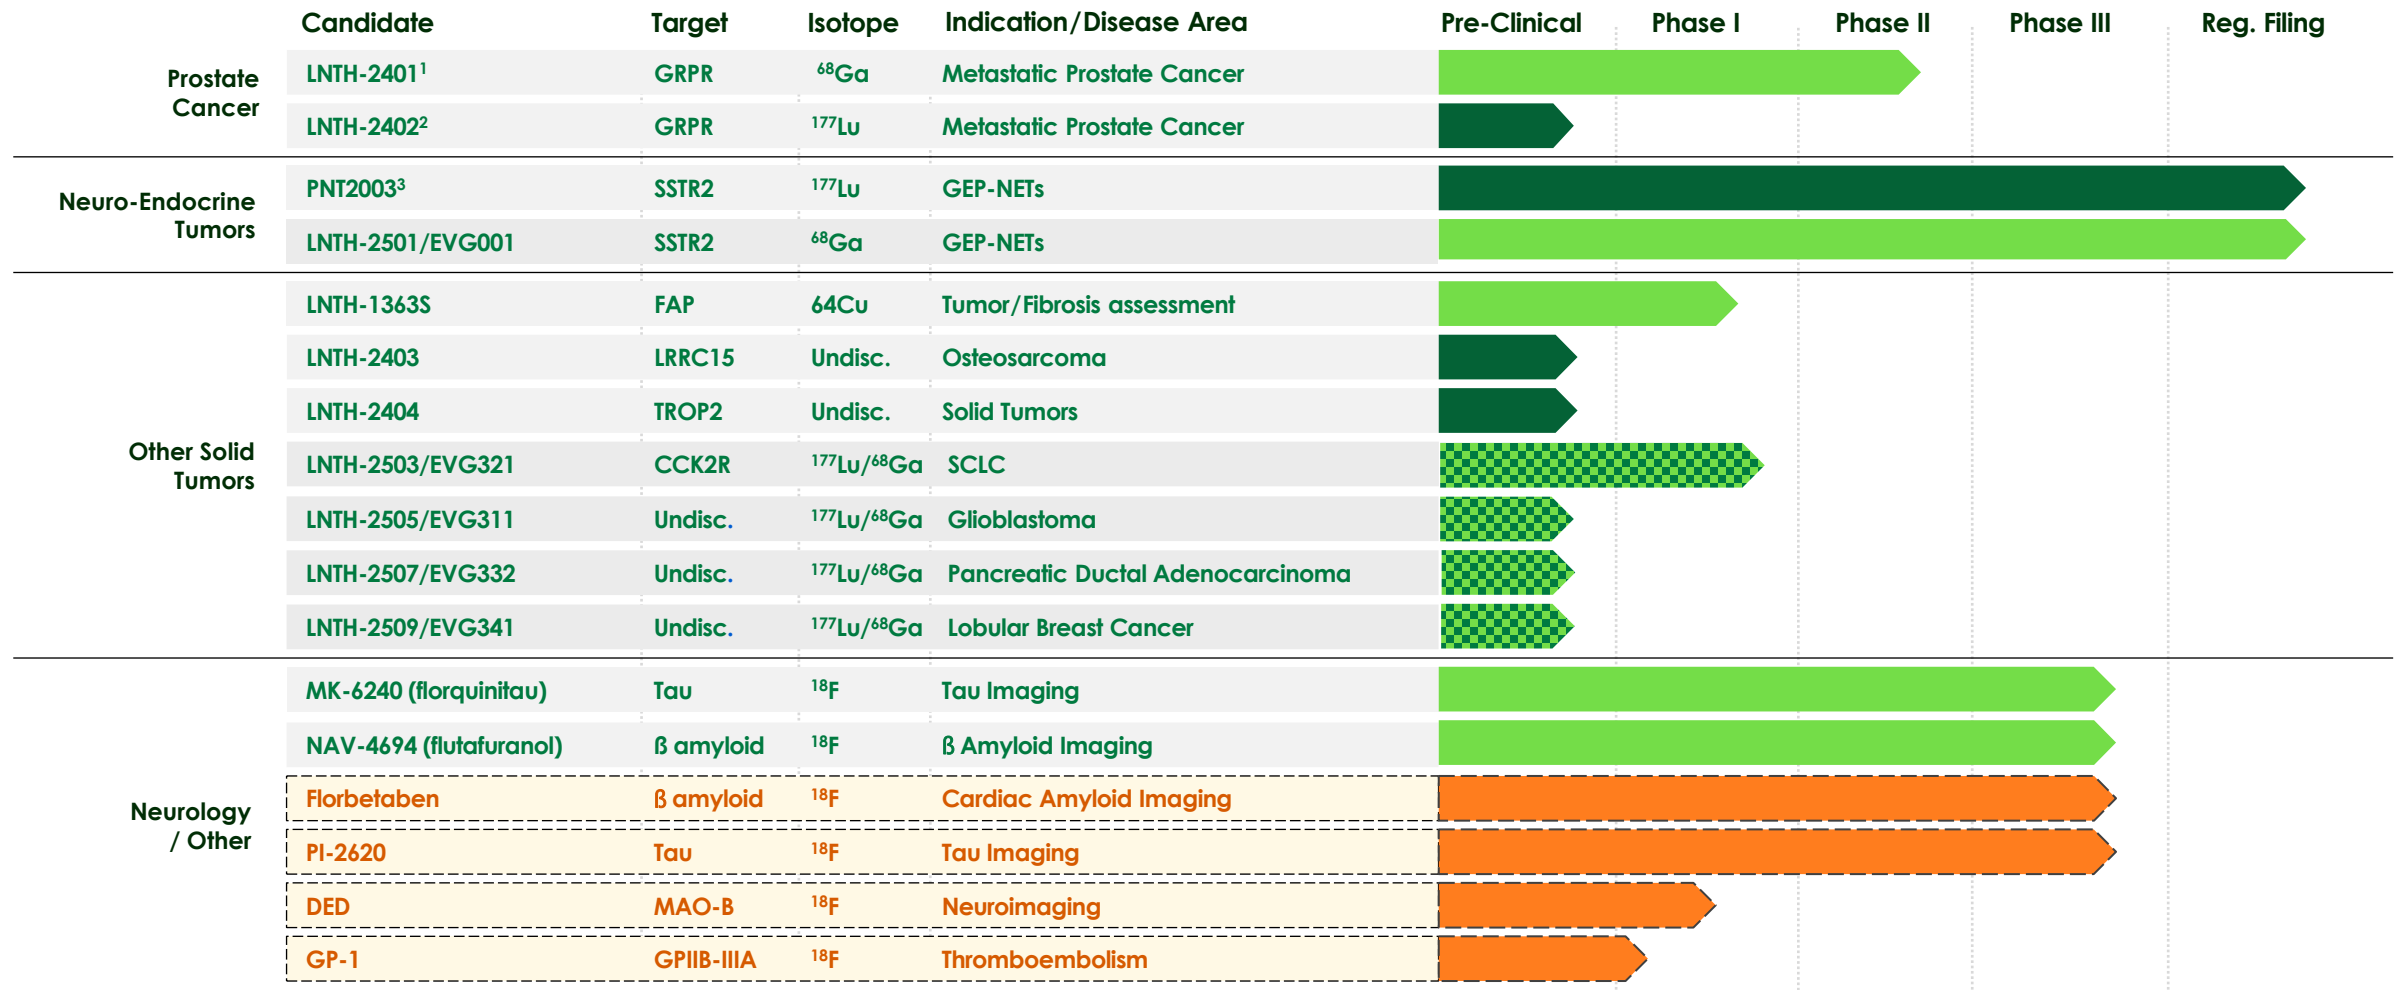 Candidate Target Isotope Indication/Disease Area Pre-Clinical Phase I Phase II Phase III Reg. Filing
Prostate
Cancer
LNTH-2401¹ GRPR ⁶⁸Ga Metastatic Prostate Cancer
LNTH-2402² GRPR ¹⁷⁷Lu Metastatic Prostate Cancer
Neuro-Endocrine
Tumors
PNT2003³ SSTR2 ¹⁷⁷Lu GEP-NETs
LNTH-2501/EVG001 SSTR2 ⁶⁸Ga GEP-NETs
Other Solid
Tumors
LNTH-1363S FAP 64Cu Tumor/Fibrosis assessment
LNTH-2403 LRRC15 Undisc. Osteosarcoma
LNTH-2404 TROP2 Undisc. Solid Tumors
LNTH-2503/EVG321 CCK2R ¹⁷⁷Lu/⁶⁸Ga SCLC
LNTH-2505/EVG311 Undisc. ¹⁷⁷Lu/⁶⁸Ga Glioblastoma
LNTH-2507/EVG332 Undisc. ¹⁷⁷Lu/⁶⁸Ga Pancreatic Ductal Adenocarcinoma
LNTH-2509/EVG341 Undisc. ¹⁷⁷Lu/⁶⁸Ga Lobular Breast Cancer
Neurology
/ Other
MK-6240 (florquinitau) Tau ¹⁸F Tau Imaging
NAV-4694 (flutafuranol) ß amyloid ¹⁸F ß Amyloid Imaging
Florbetaben ß amyloid ¹⁸F Cardiac Amyloid Imaging
PI-2620 Tau ¹⁸F Tau Imaging
DED MAO-B ¹⁸F Neuroimaging
GP-1 GPIIB-IIIA ¹⁸F Thromboembolism